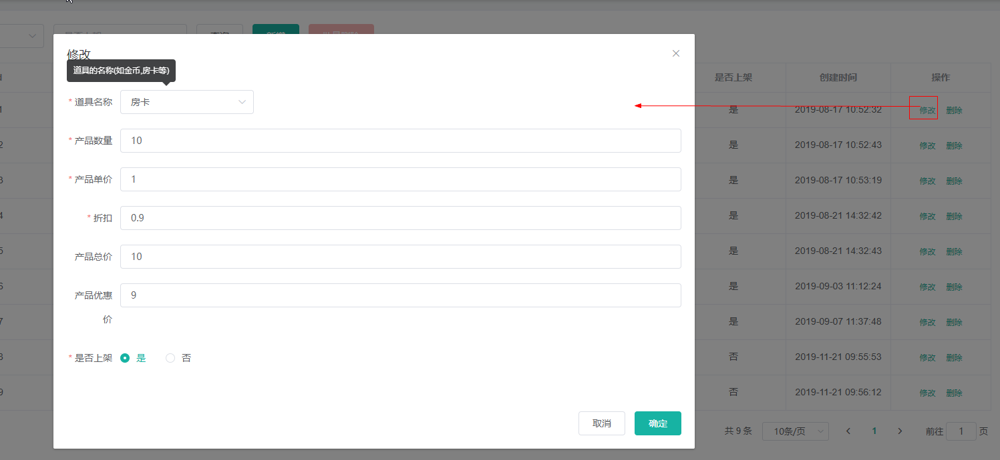 查询
新增
批量删除
修改
道具的名称(如金币,房卡等)
* 道具名称
房卡
* 产品数量
10
* 产品单价
1
* 折扣
0.9
产品总价
10
产品优惠
价
9
* 是否上架
是
否
取消
确定
是否上架 创建时间 操作
是 2019-08-17 10:52:32 修改 删除
2 是 2019-08-17 10:52:43 修改 删除
是 2019-08-17 10:53:19 修改 删除
4 是 2019-08-21 14:32:42 修改 删除
5 是 2019-08-21 14:32:43 修改 删除
6 是 2019-09-03 11:12:24 修改 删除
7 是 2019-09-07 11:37:48 修改 删除
否 2019-11-21 09:55:53 修改 删除
9 否 2019-11-21 09:56:12 修改 删除
共 9 条 10条/页 1 前往 1 页